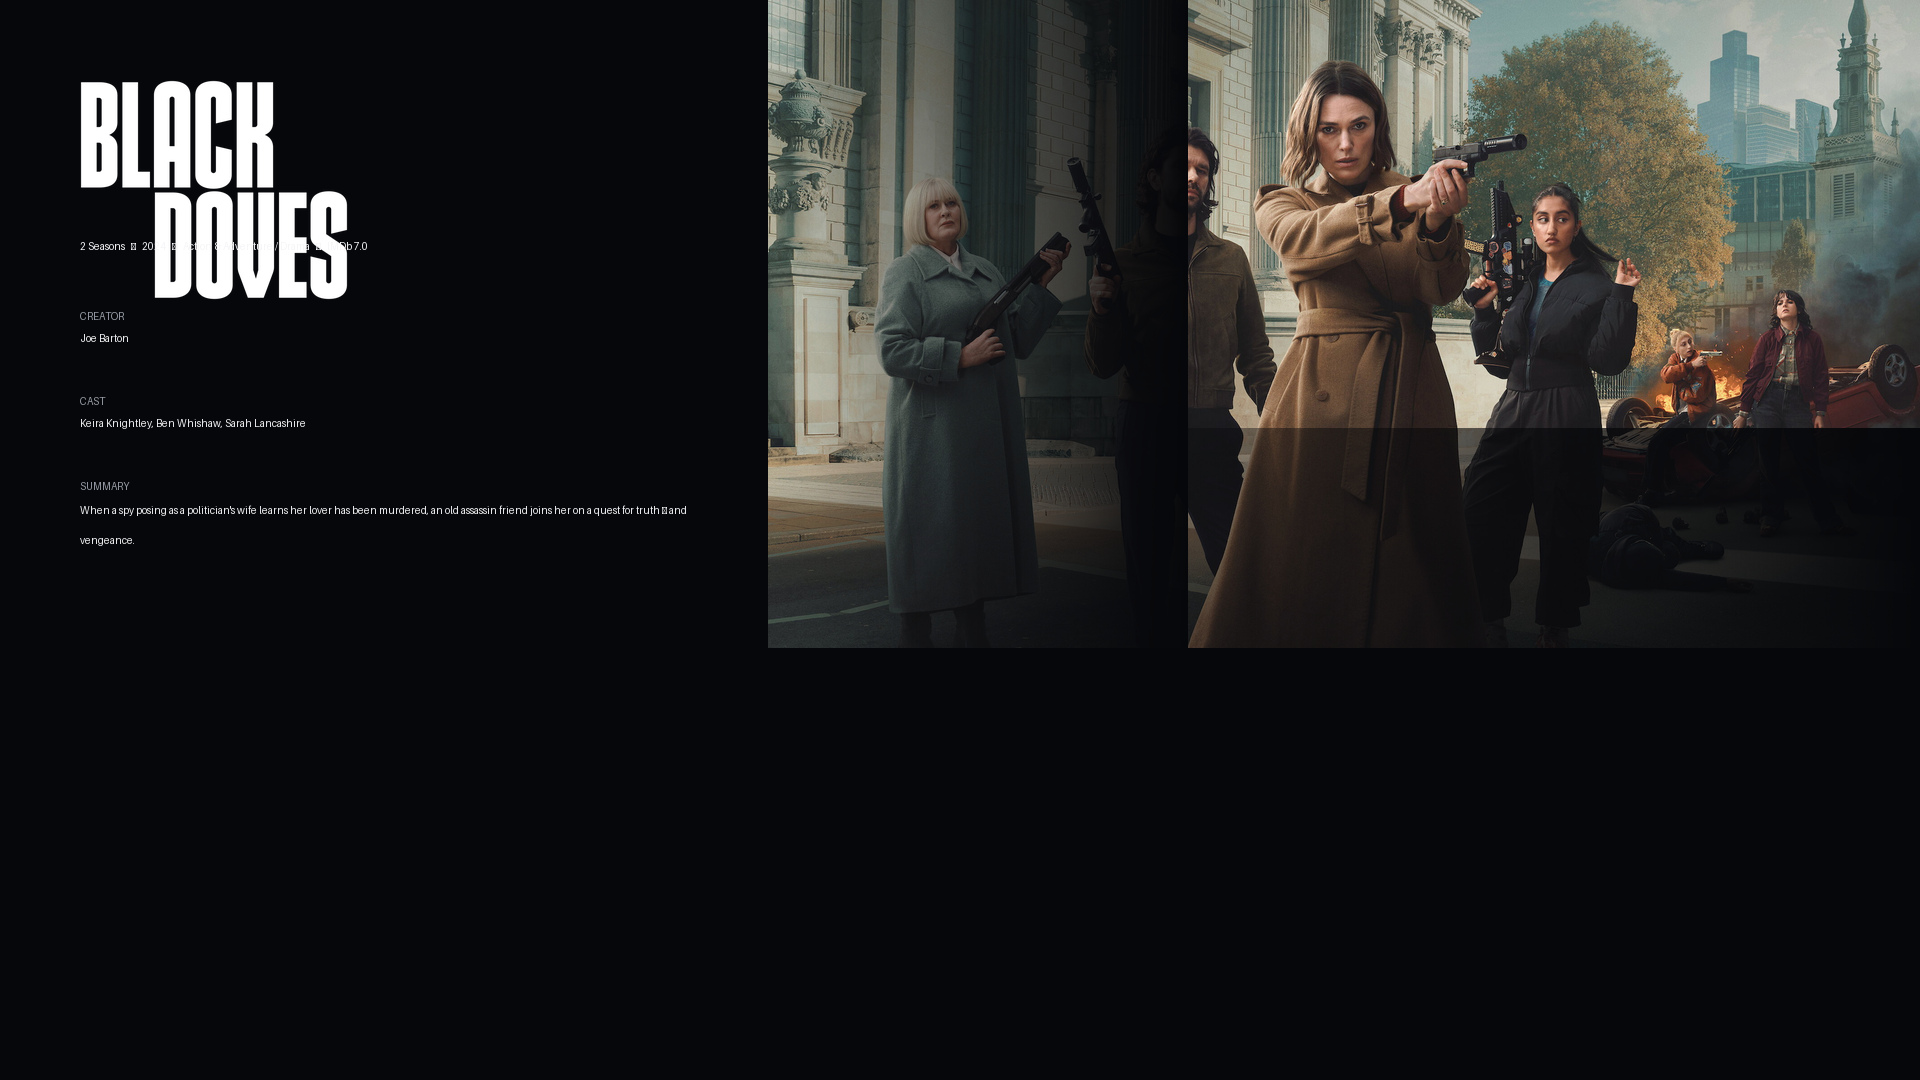 BLACK
DOVES
2 Seasons 7.0
CREATOR
Joe Barton
CAST
Keira Knightley, Ben Whishaw, Sarah Lancashire
SUMMARY
When a spy posing as a politician's wife learns her lover has been murdered, an old assassin friend joins her on a quest for truth and
vengeance.